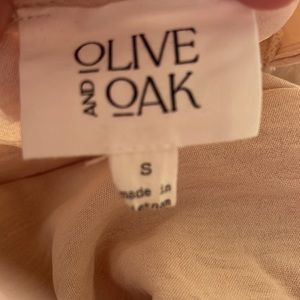 OLIVE
AND OAK
S
made in